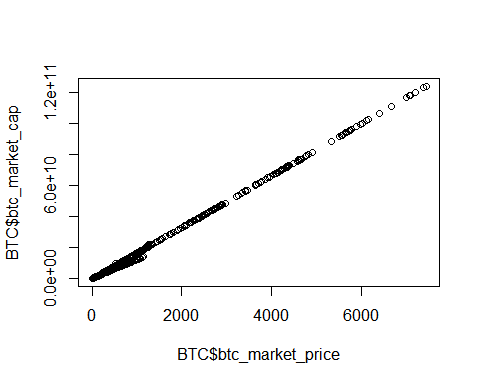 BTC$btc_market_cap
0.0e+00
6.0e+10
1.2e+11
0
2000
4000
6000
BTC$btc_market_price